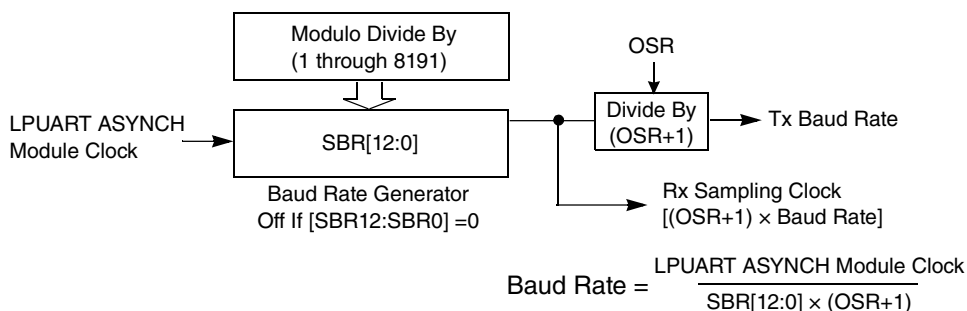 Modulo Divide By
(1 through 8191)
OSR
LPUART ASYNCH
Module Clock
SBR[12:0]
Divide By
(OSR+1)
Tx Baud Rate
Baud Rate Generator
Off If [SBR12:SBR0] =0
Rx Sampling Clock
[(OSR+1) × Baud Rate]
Baud Rate =
LPUART ASYNCH Module Clock
SBR[12:0] × (OSR+1)